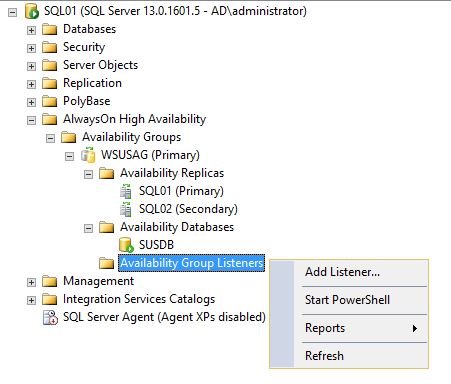 SQL01 (SQL Server 13.0.1601.5 - AD\administrator)
Databases
Security
Server Objects
Replication
PolyBase
AlwaysOn High Availability
Availability Groups
WSUSAG (Primary)
Availability Replicas
SQL01 (Primary)
SQL02 (Secondary)
Availability Databases
SUSDB
Availability Group Listeners
Add Listener...
Start PowerShell
Reports
Refresh
Management
Integration Services Catalogs
SQL Server Agent (Agent XPs disabled)